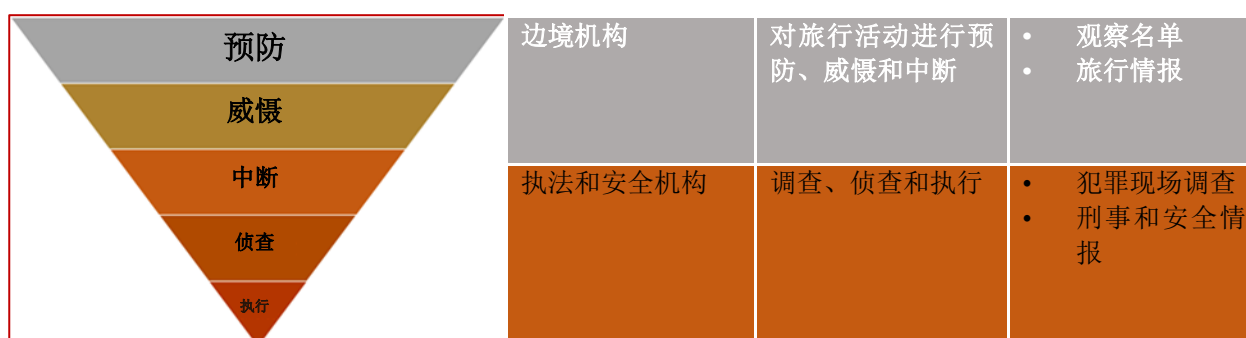 预防
威慑
中断
侦查
执行
边境机构
对旅行活动进行预
防、威慑和中断
• 观察名单
• 旅行情报
执法和安全机构
调查、侦查和执行
• 犯罪现场调查
• 刑事和安全情
报